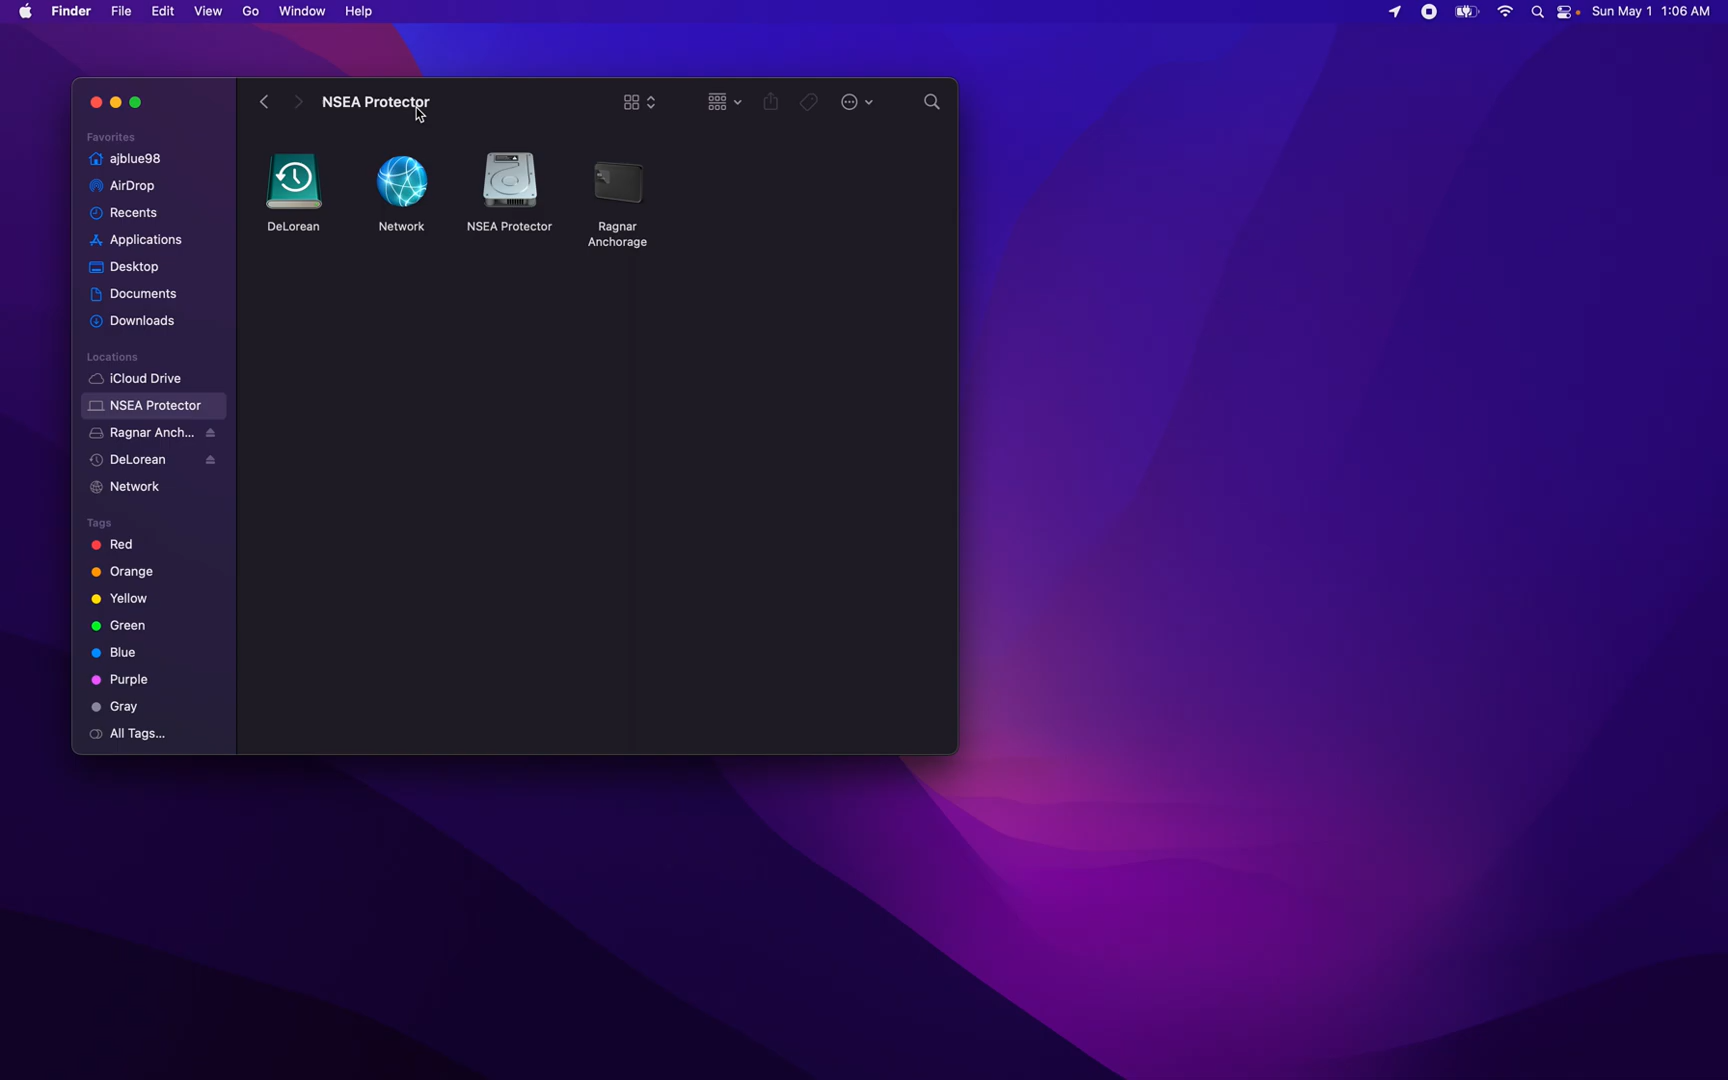 Finder File Edit View Go Window Help Sun May 1 1:06 AM
NSEA Protector
Favorites
ajblue98
AirDrop
Recents
Applications
Desktop
Documents
Downloads
Locations
iCloud Drive
NSEA Protector
Ragnar Anch...
DeLorean
Network
Tags
Red
Orange
Yellow
Green
Blue
Purple
Gray
All Tags...
DeLorean
Network
NSEA Protector
Ragnar
Anchorage